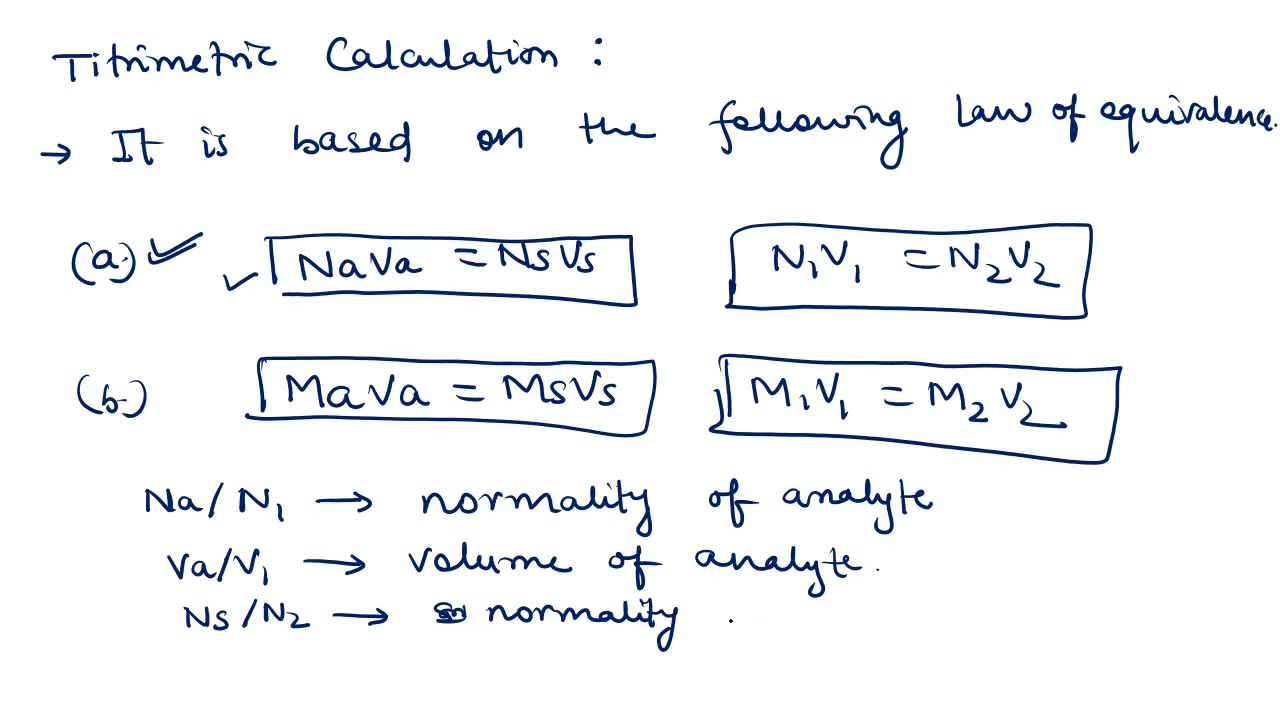 Titrimetric Calculation :
→ It is based on the following Law of equivalence.
(a) NaVa = NsVs N₁V₁ = N₂V₂
(b) MaVa = MsVs M₁V₁ = M₂V₂
Na/N₁ → normality of analyte
Va/V₁ → volume of analyte.
Ns/N₂ → normality